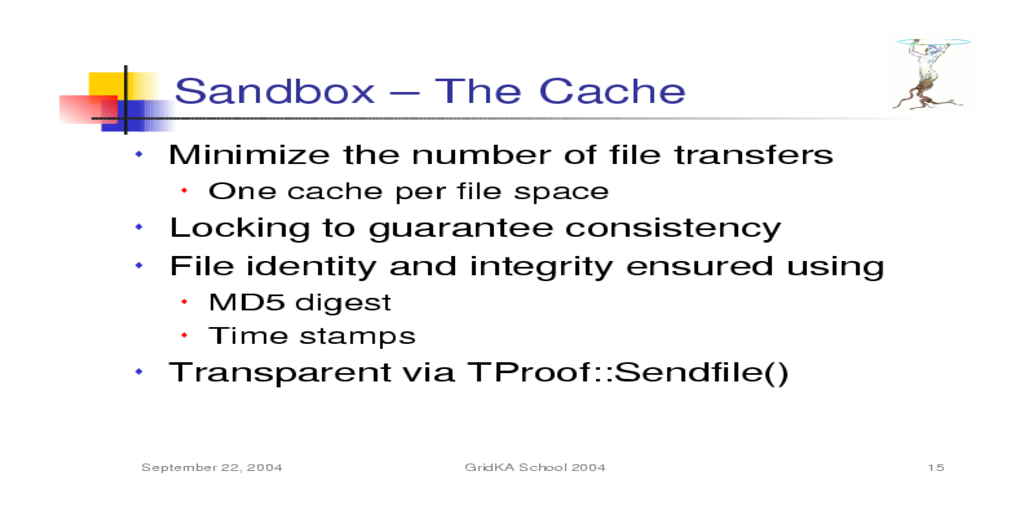 Sandbox – The Cache
Minimize the number of file transfers
One cache per file space
Locking to guarantee consistency
File identity and integrity ensured using
MD5 digest
Time stamps
Transparent via TProof::Sendfile()
September 22, 2004
GridKA School 2004
15